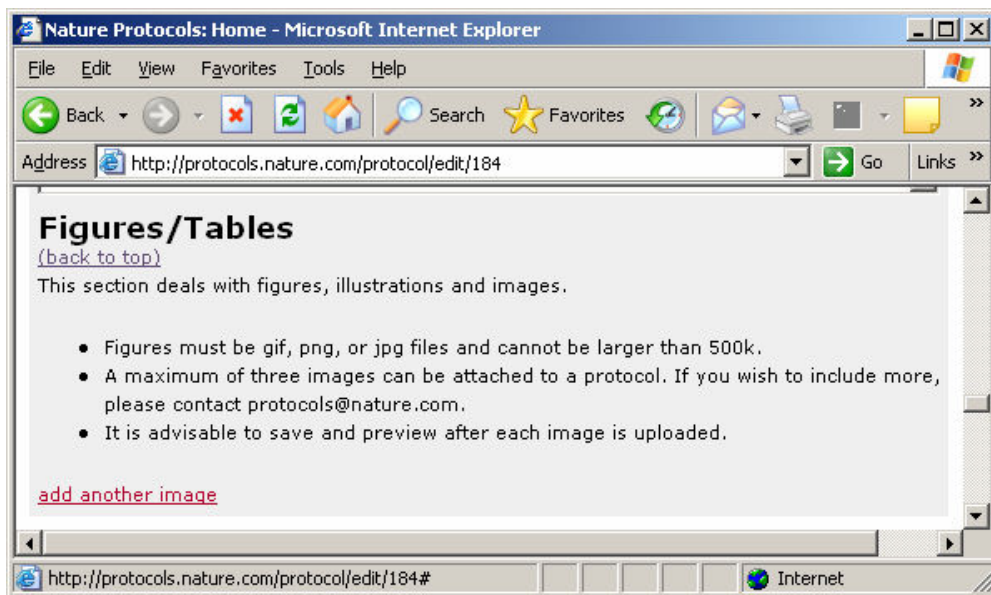 Nature Protocols: Home - Microsoft Internet Explorer
File Edit View Favorites Tools Help
Back Search Favorites »
Address http://protocols.nature.com/protocol/edit/184 Go Links »
Figures/Tables
(back to top)
This section deals with figures, illustrations and images.
• Figures must be gif, png, or jpg files and cannot be larger than 500k.
• A maximum of three images can be attached to a protocol. If you wish to include more,
please contact protocols@nature.com.
• It is advisable to save and preview after each image is uploaded.
add another image
http://protocols.nature.com/protocol/edit/184# Internet